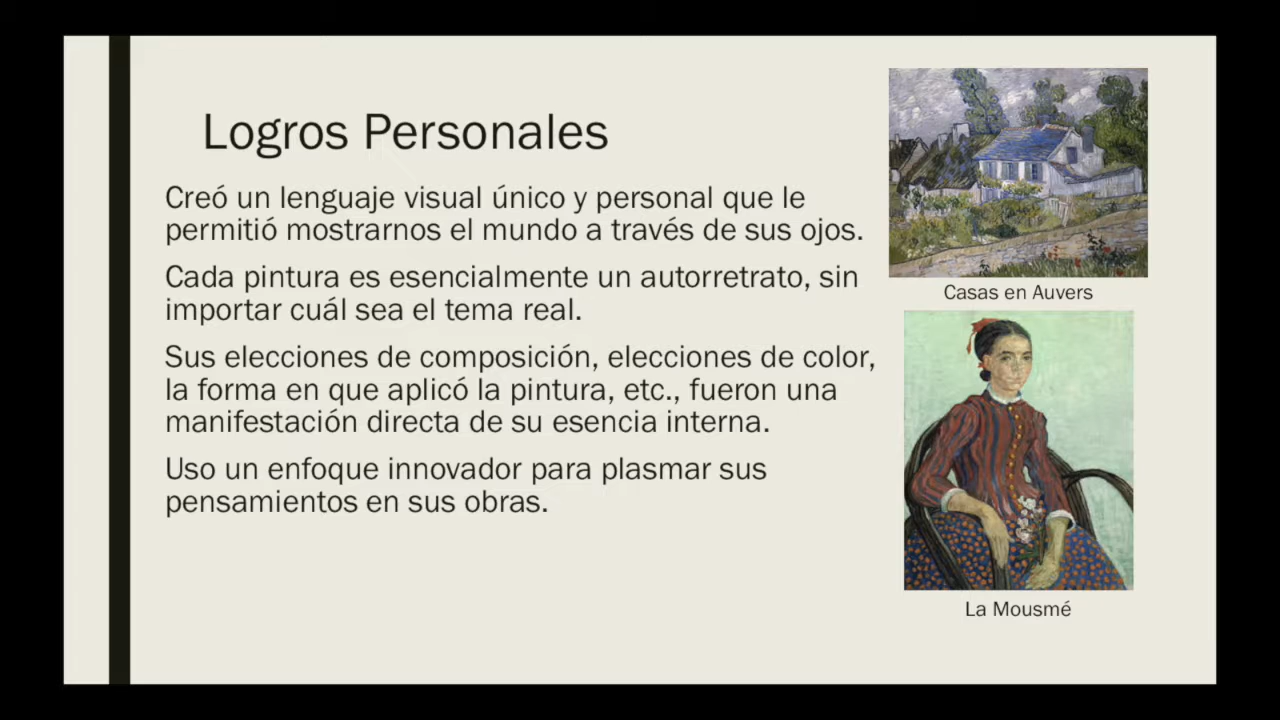 Logros Personales
Creó un lenguaje visual único y personal que le
permitió mostrarnos el mundo a través de sus ojos.
Cada pintura es esencialmente un autorretrato, sin
importar cuál sea el tema real.
Sus elecciones de composición, elecciones de color,
la forma en que aplicó la pintura, etc., fueron una
manifestación directa de su esencia interna.
Uso un enfoque innovador para plasmar sus
pensamientos en sus obras.
Casas en Auvers
La Mousmé